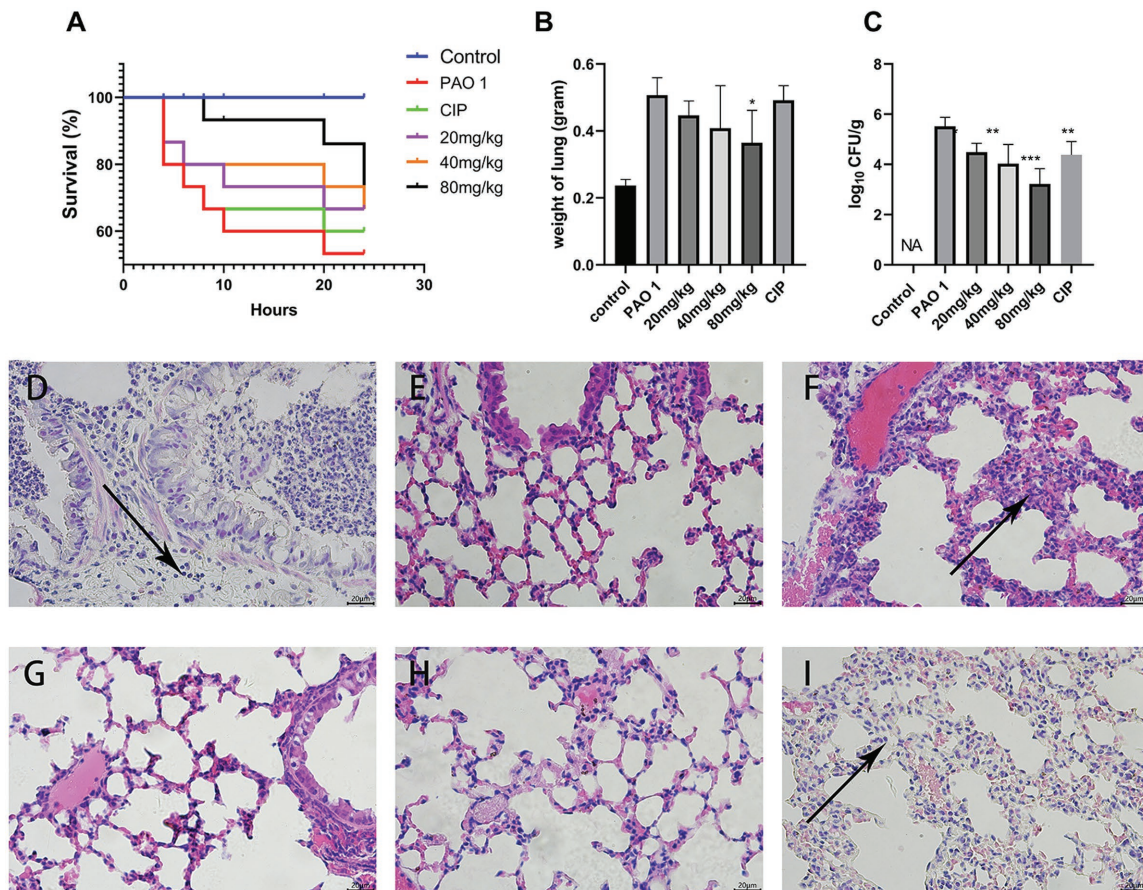 A
Survival (%)
100
80
60
0
10
20
30
Hours
Control
PAO 1
CIP
20mg/kg
40mg/kg
80mg/kg
B
weight of lung (gram)
0.6
0.4
0.2
0.0
*
control
PAO 1
20mg/kg
40mg/kg
80mg/kg
CIP
C
log10 CFU/g
10
8
6
4
2
0
NA
*
**
***
**
Control
PAO 1
20mg/kg
40mg/kg
80mg/kg
CIP
D
20μm
E
20μm
F
20μm
G
20μm
H
20μm
I